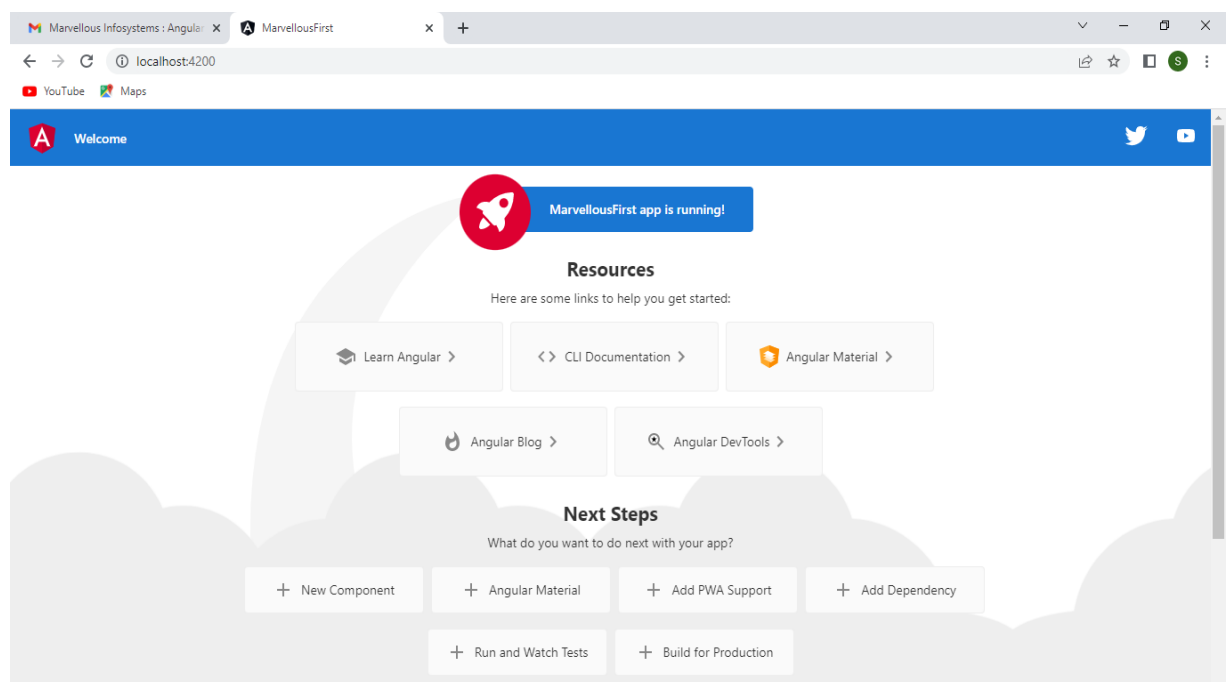 Marvellous Infosystems : Angular
MarvellousFirst
localhost:4200
S
YouTube Maps
Welcome
MarvellousFirst app is running!
Resources
Here are some links to help you get started:
Learn Angular CLI Documentation Angular Material
Angular Blog Angular DevTools
Next Steps
What do you want to do next with your app?
New Component Angular Material Add PWA Support Add Dependency
Run and Watch Tests Build for Production